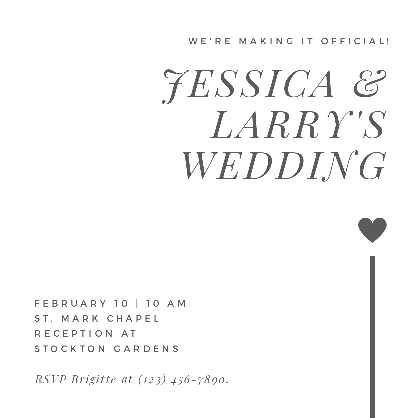 WE'RE MAKING IT OFFICIAL!
JESSICA &
LARRY'S
WEDDING
FEBRUARY 10 | 10 AM
ST. MARK CHAPEL
RECEPTION AT
STOCKTON GARDENS
RSVP Brigitte at (123) 456-7890.